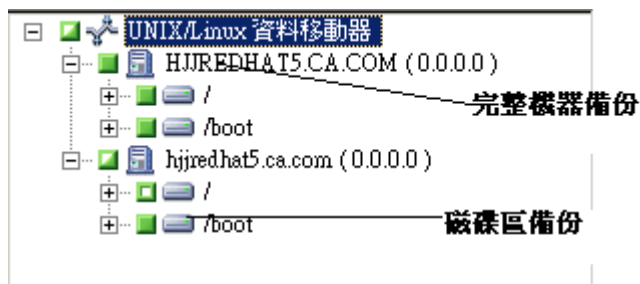 UNIX/Linux 資料移動器
HJJREDHAT5.CA.COM ( 0.0.0.0 )
/
完整機器備份
/boot
hjjredhat5.ca.com ( 0.0.0.0 )
/
/boot
磁碟區備份